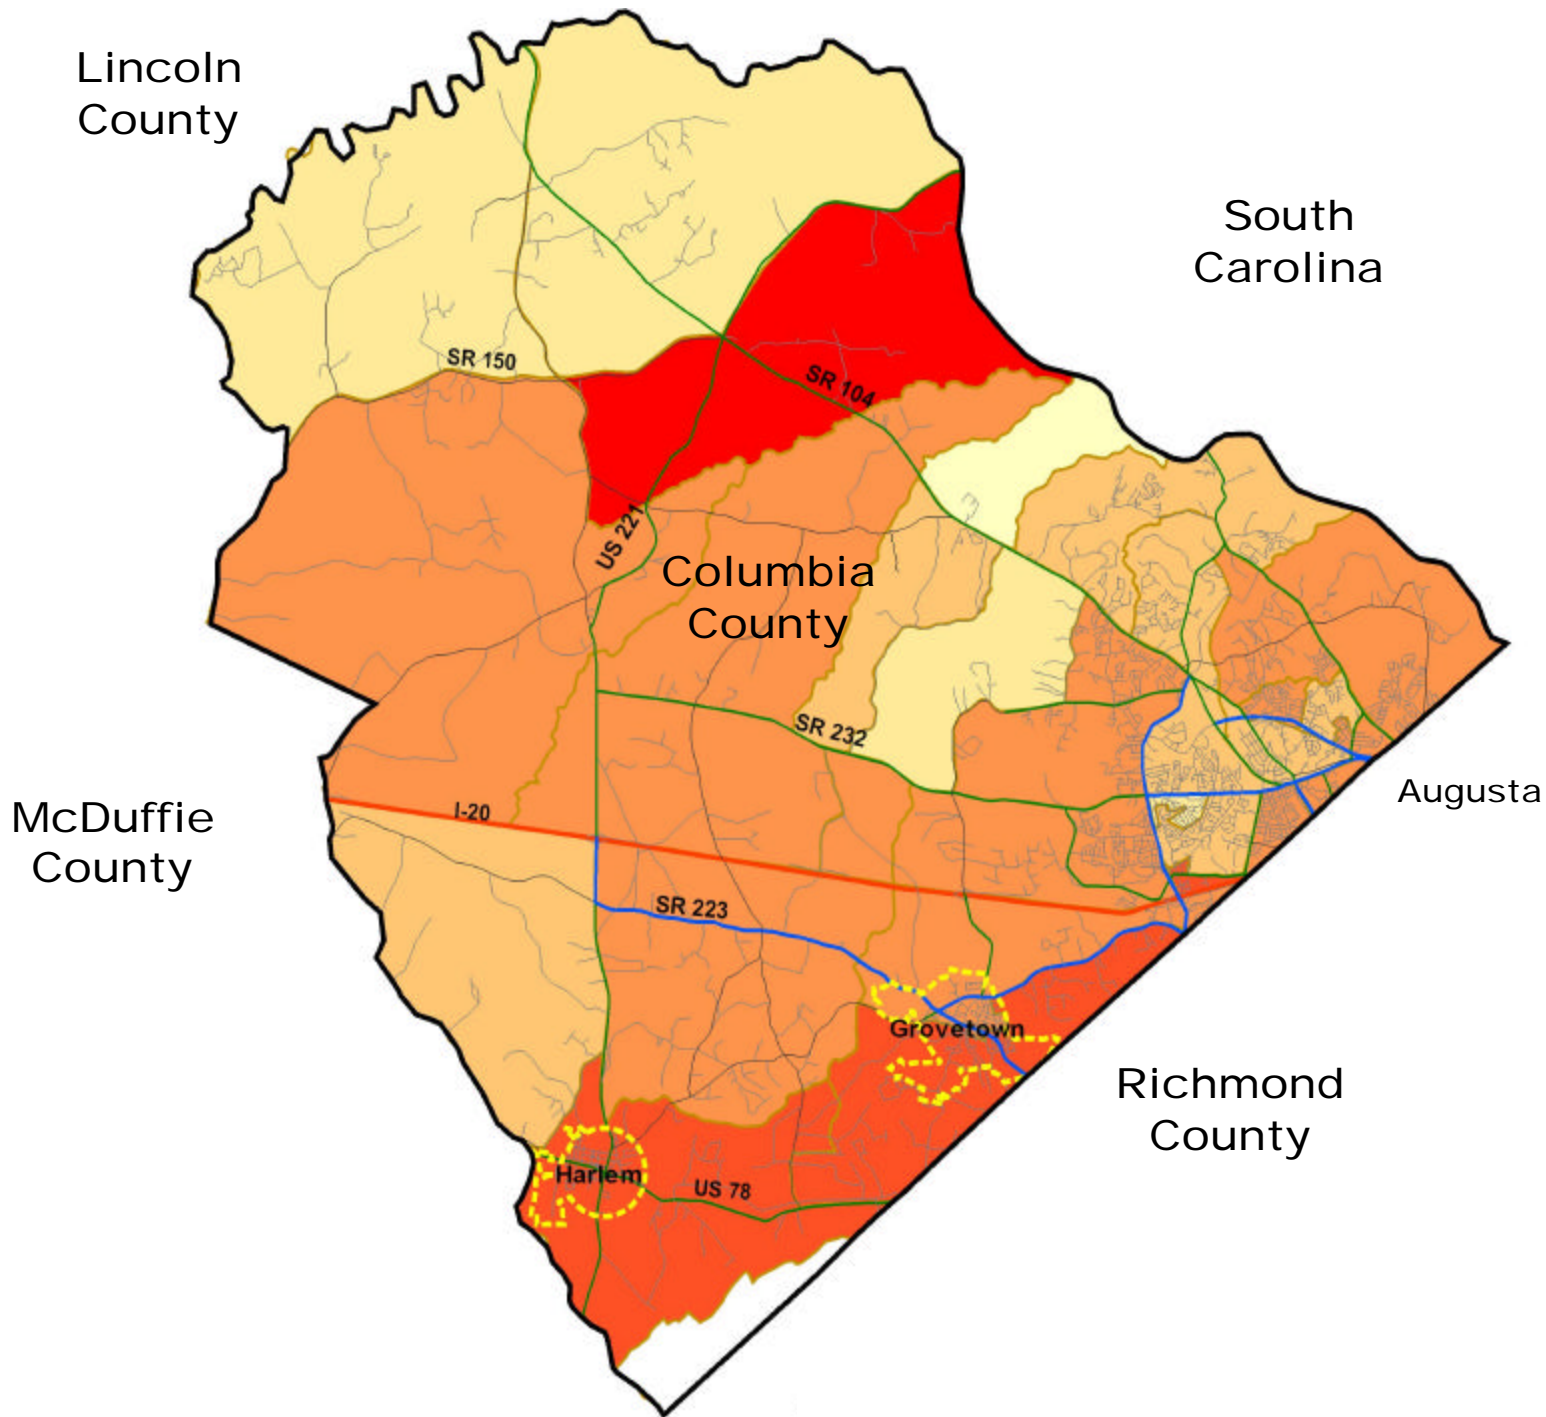 Lincoln
County
South
Carolina
SR 150
SR 104
US 221
Columbia
County
SR 232
Augusta
McDuffie
County
I-20
SR 223
Grovetown
Richmond
County
Harlem
US 78